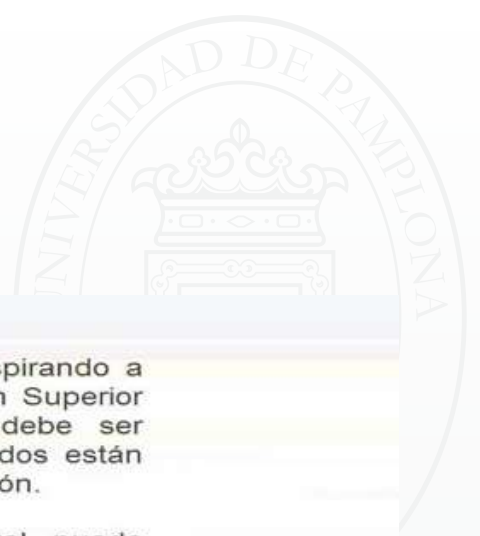 UNIVERSIDAD DE PAMPLONA
spirando a
n Superior
debe ser
dos están
ón.